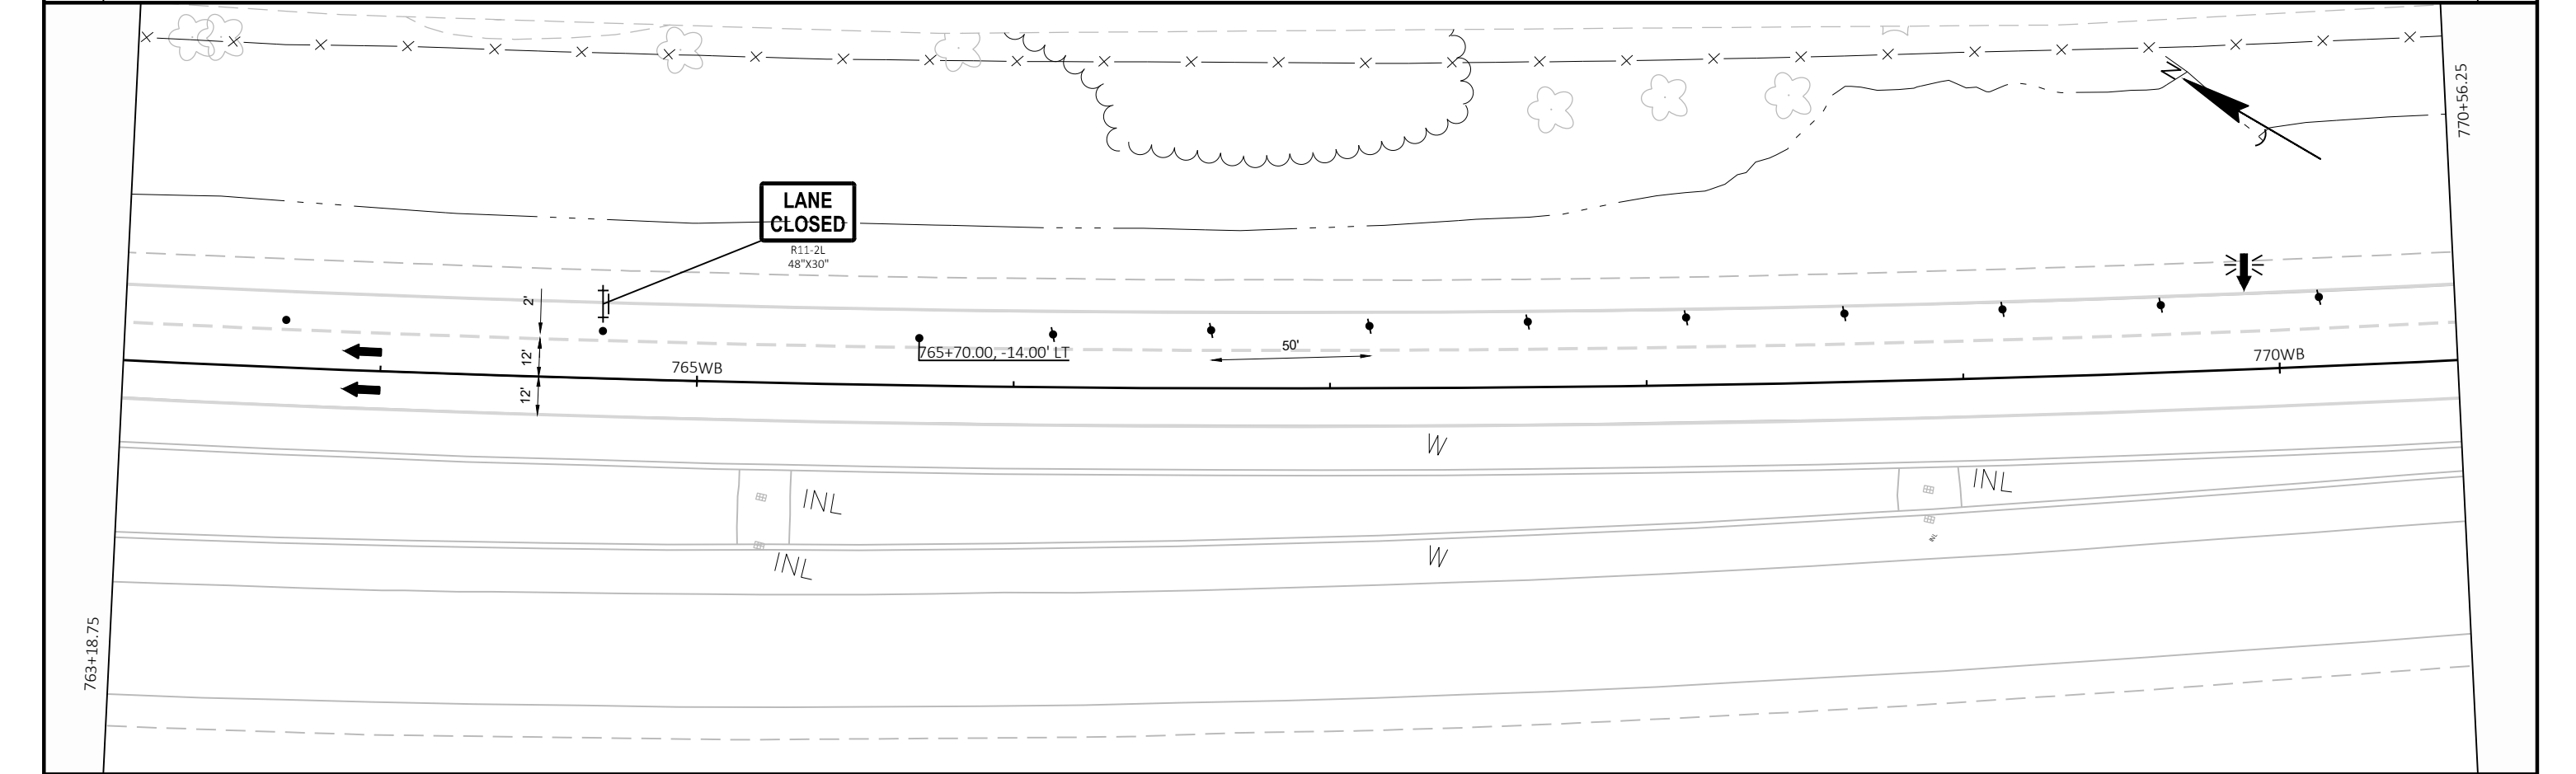 770+56.25
N
LANE
CLOSED
R11-2L
48"X30"
2'
12'
12'
765+70.00, -14.00' LT
50'
765WB
770WB
W
INL
INL
INL
W
INL
763+18.75